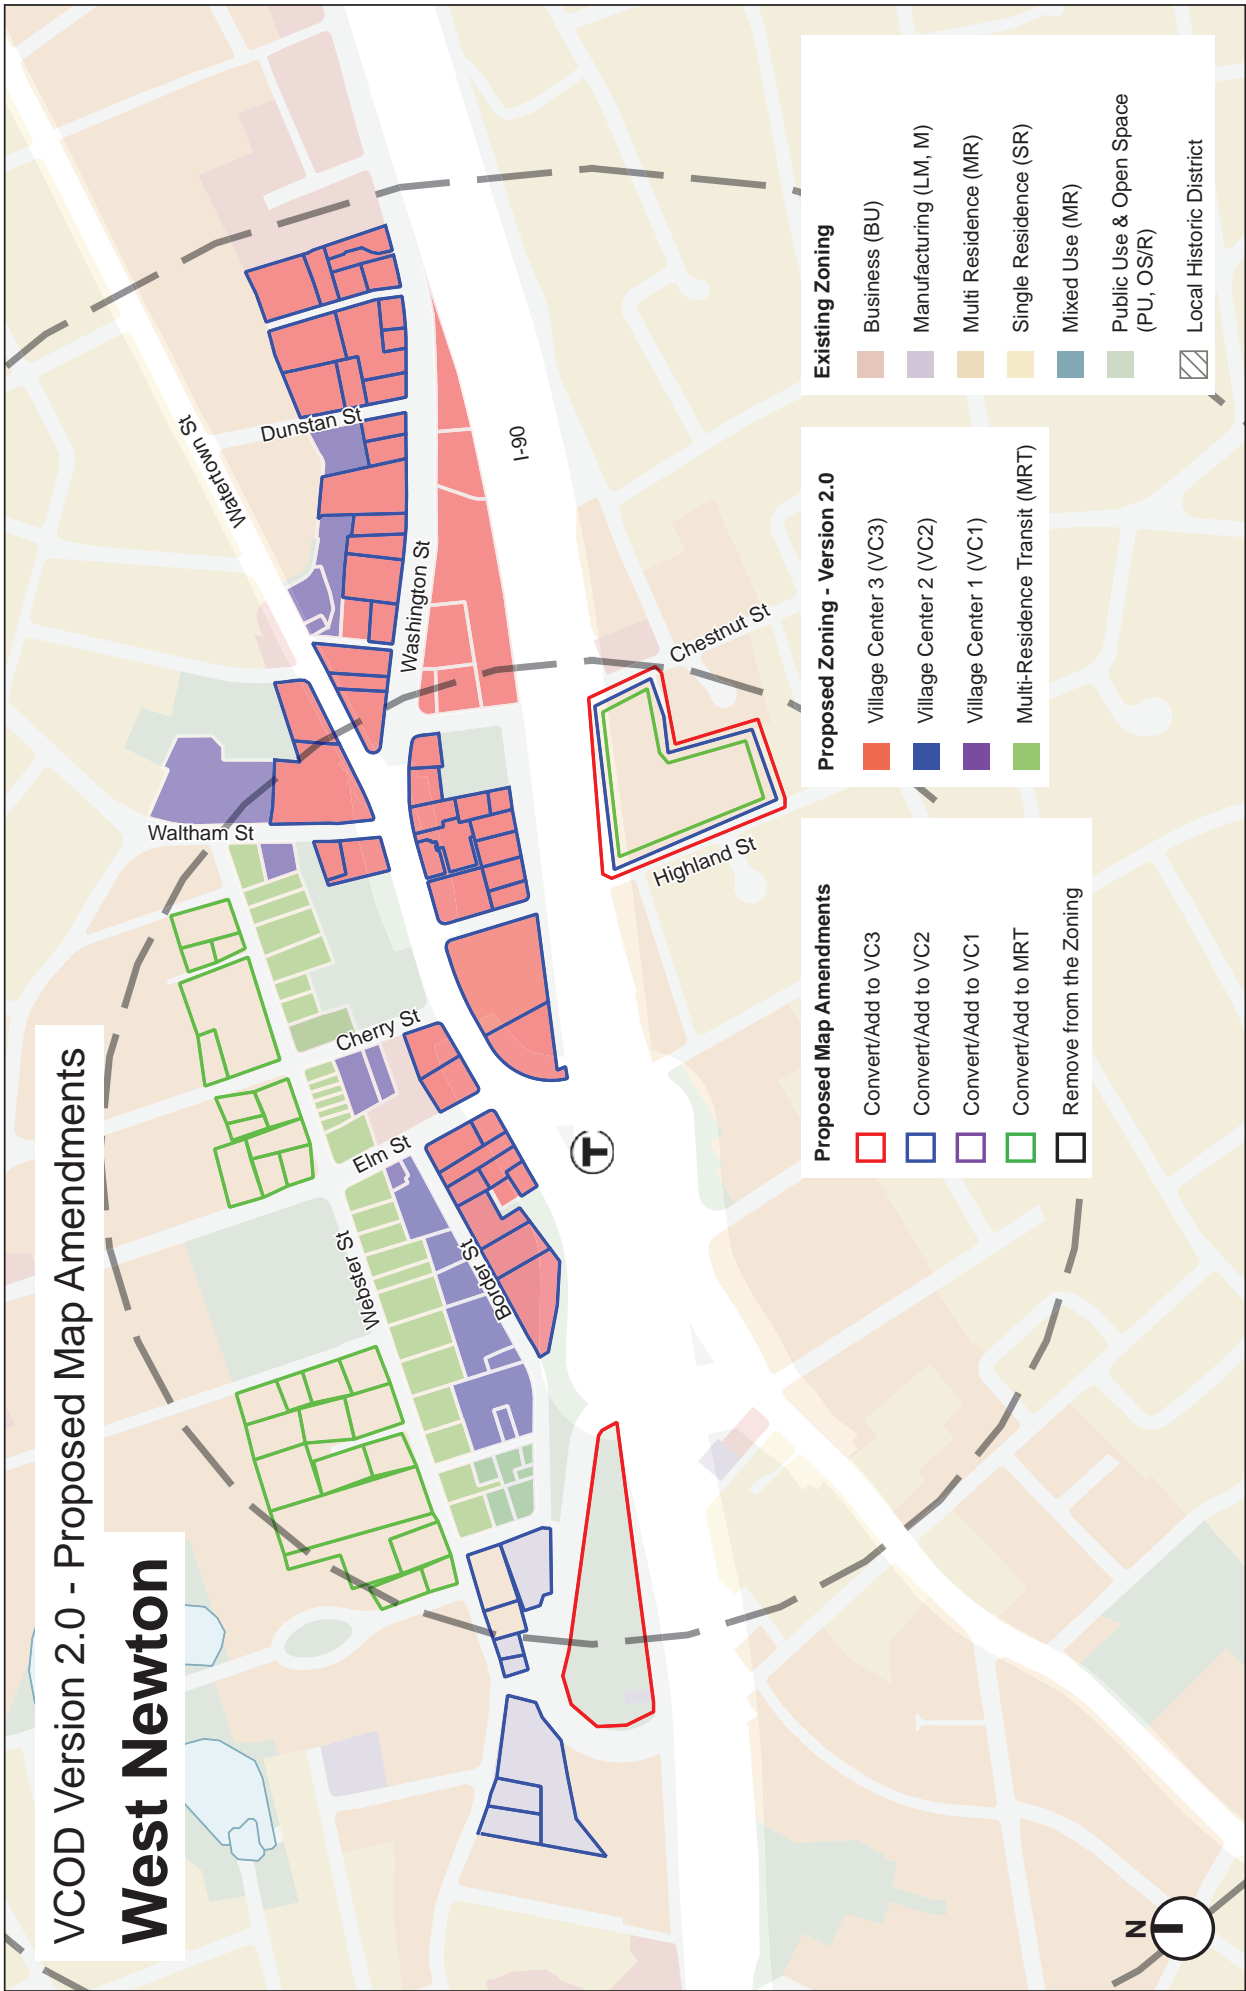 VCOD Version 2.0 - Proposed Map Amendments
West Newton
Watertown St
Dunstan St
Washington St
I-90
Waltham St
Cherry St
Elm St
Webster St
Border St
Chestnut St
Highland St
T
N
Proposed Map Amendments
Convert/Add to VC3
Convert/Add to VC2
Convert/Add to VC1
Convert/Add to MRT
Remove from the Zoning
Proposed Zoning - Version 2.0
Village Center 3 (VC3)
Village Center 2 (VC2)
Village Center 1 (VC1)
Multi-Residence Transit (MRT)
Existing Zoning
Business (BU)
Manufacturing (LM, M)
Multi Residence (MR)
Single Residence (SR)
Mixed Use (MR)
Public Use & Open Space
(PU, OS/R)
Local Historic District